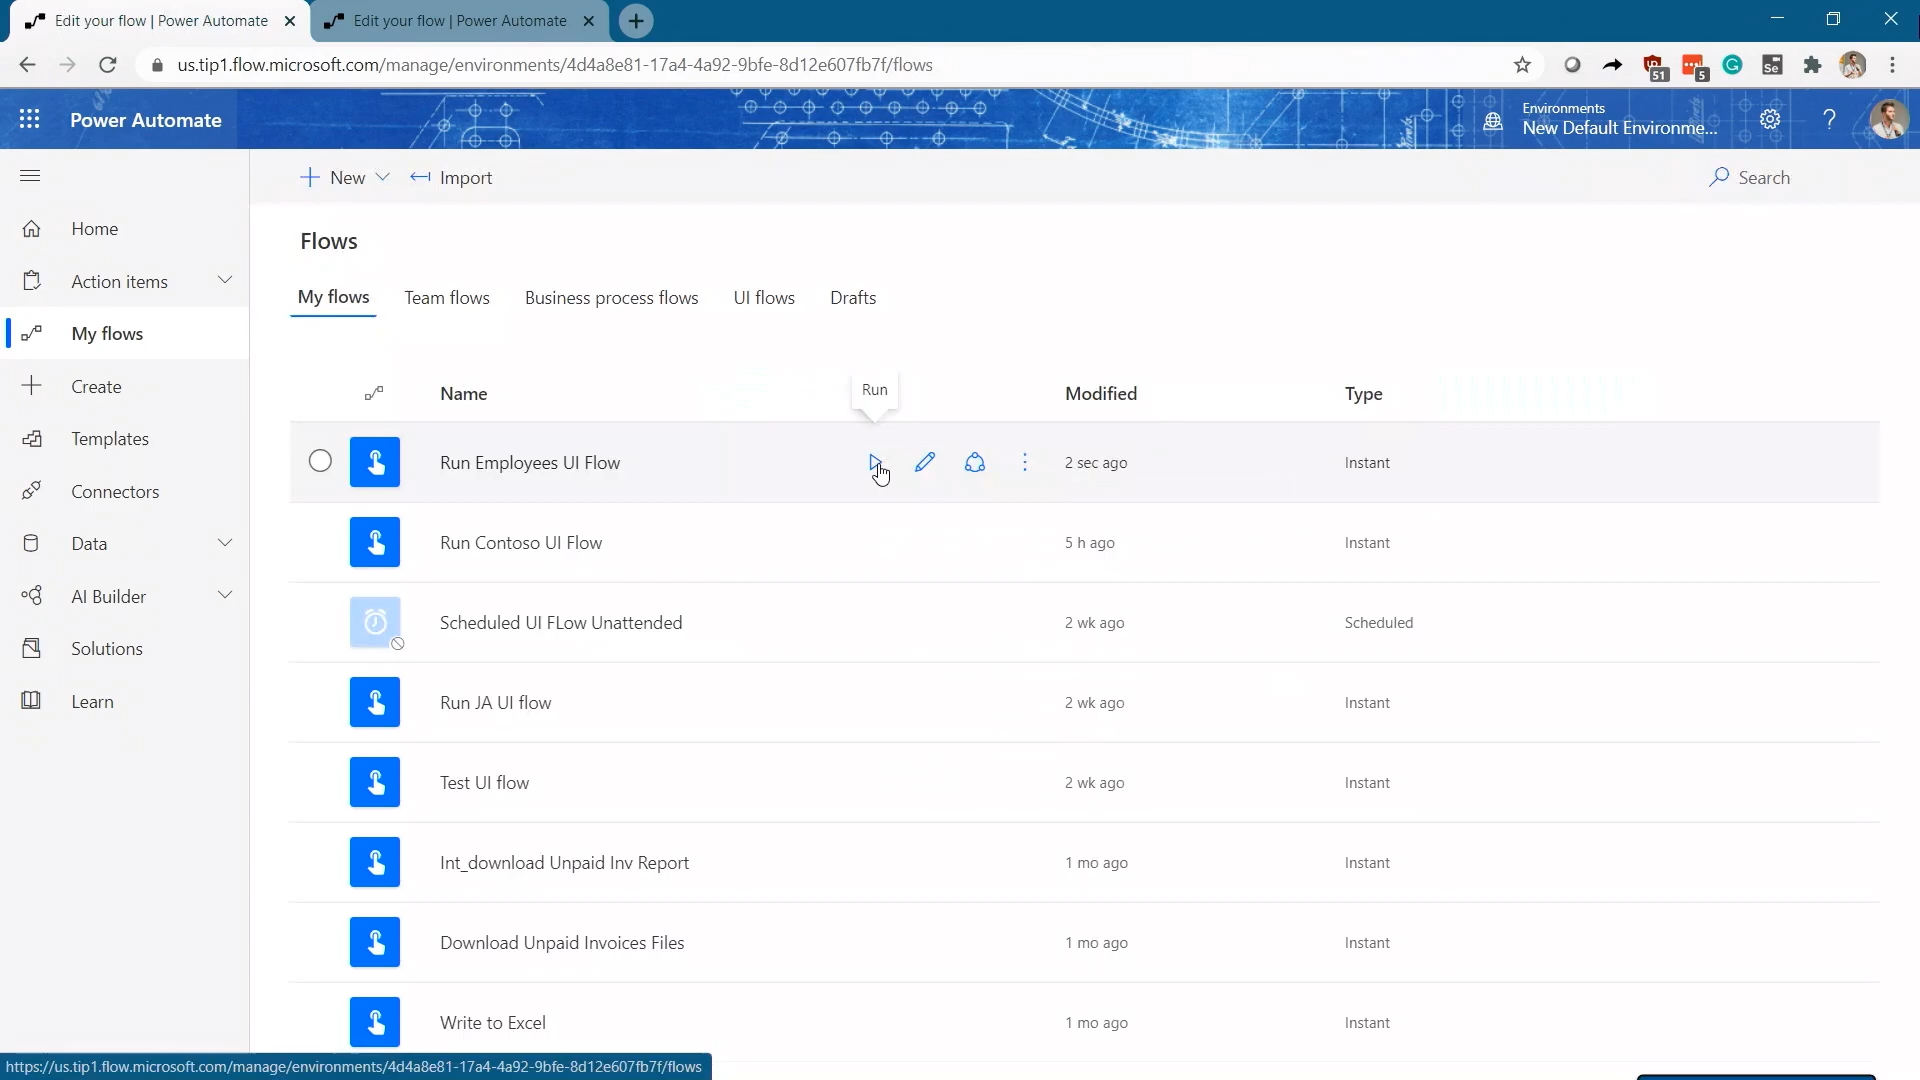 Edit your flow | Power Automate
Edit your flow | Power Automate
us.tip1.flow.microsoft.com/manage/environments/4d4a8e81-17a4-4a92-9bfe-8d12e607fb7f/flows
51
5
Se
Power Automate
Environments
New Default Environme...
New
Import
Search
Home
Action items
My flows
Create
Templates
Connectors
Data
AI Builder
Solutions
Learn
Flows
My flows Team flows Business process flows UI flows Drafts
Name Modified Type
Run
Run Employees UI Flow 2 sec ago Instant
Run Contoso UI Flow 5 h ago Instant
Scheduled UI FLow Unattended 2 wk ago Scheduled
Run JA UI flow 2 wk ago Instant
Test UI flow 2 wk ago Instant
Int_download Unpaid Inv Report 1 mo ago Instant
Download Unpaid Invoices Files 1 mo ago Instant
Write to Excel 1 mo ago Instant
https://us.tip1.flow.microsoft.com/manage/environments/4d4a8e81-17a4-4a92-9bfe-8d12e607fb7f/flows